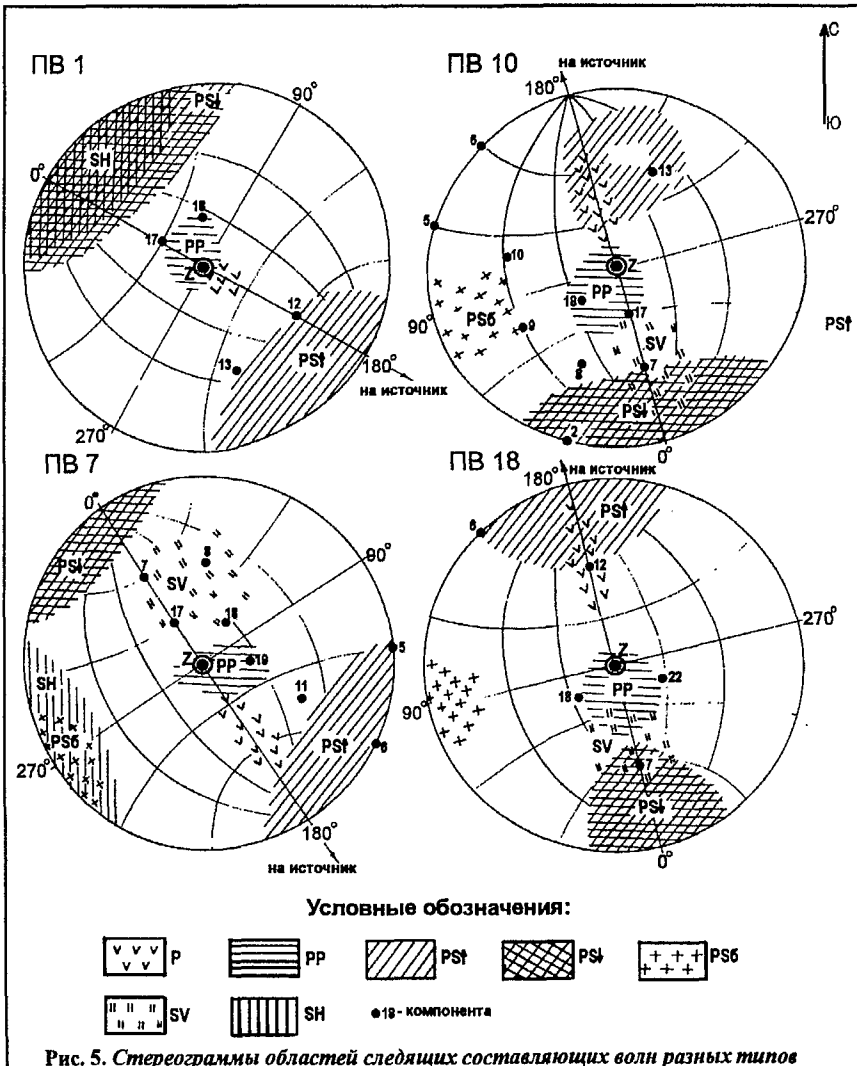 ПВ 1
90°
PS↓
SH
0°
16
17
PP
Z
12
13
PS↑
180°
на источник
270°
ПВ 10
180°
на источник
С
Ю
6
13
5
270°
10
Z
PP
18
PSб
90°
9
17
SV
8
7
PS↓
2
0°
PS↑
ПВ 7
0°
90°
PS↓
7
8
SV
17
18
Z
PP
19
5
11
SH
PSб
270°
PS↑
6
180°
на источник
ПВ 18
180°
на источник
PS↑
6
12
270°
Z
PP
22
18
90°
SV
7
PS↓
0°
Условные обозначения:
P
PP
PS↑
PS↓
PSб
SV
SH
18 - компонента
Рис. 5. Стереограммы областей следящих составляющих волн разных типов